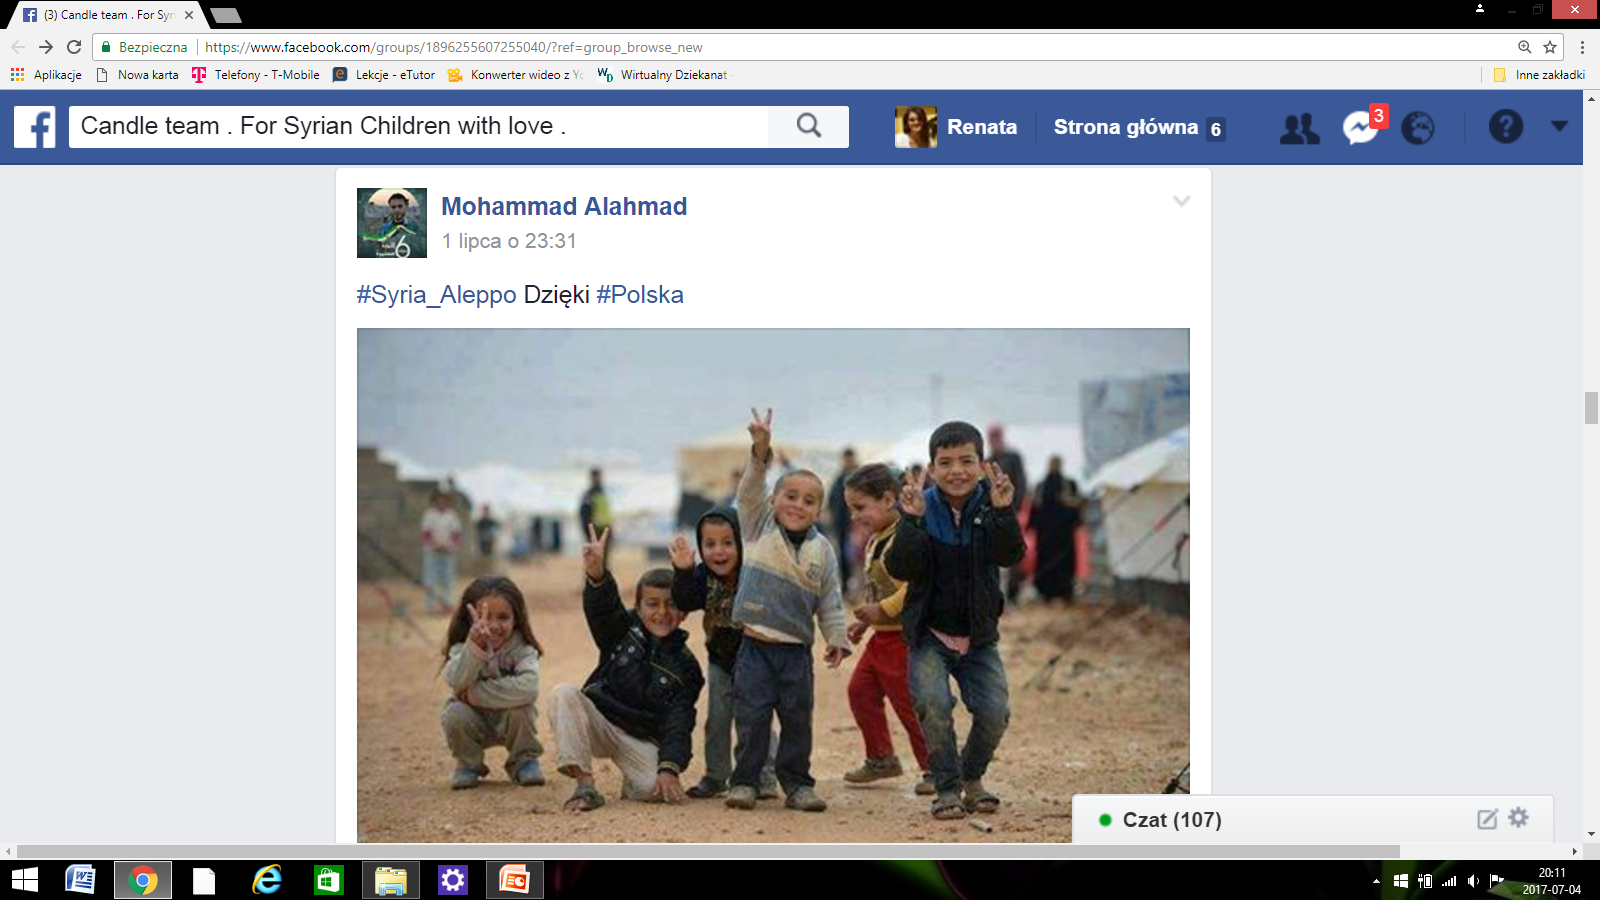 (3) Candle team . For Syr
Bezpieczna https://www.facebook.com/groups/1896255607255040/?ref=group_browse_new
Aplikacje Nowa karta Telefony - T-Mobile Lekcje - eTutor Konwerter wideo z Yo Wirtualny Dziekanat - Inne zakładki
Candle team . For Syrian Children with love . Renata Strona główna 6 3
Mohammad Alahmad
1 lipca o 23:31
#Syria_Aleppo Dzięki #Polska
Czat (107)
20:11
2017-07-04